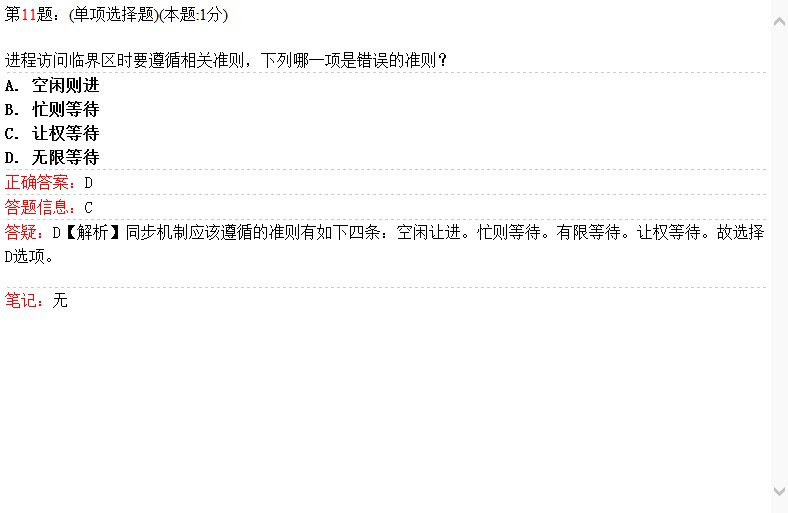 第11题：(单项选择题)(本题:1分)
进程访问临界区时要遵循相关准则，下列哪一项是错误的准则？
A. 空闲则进
B. 忙则等待
C. 让权等待
D. 无限等待
正确答案：D
答题信息：C
答疑：D【解析】同步机制应该遵循的准则有如下四条：空闲让进。忙则等待。有限等待。让权等待。故选择
D选项。
笔记：无